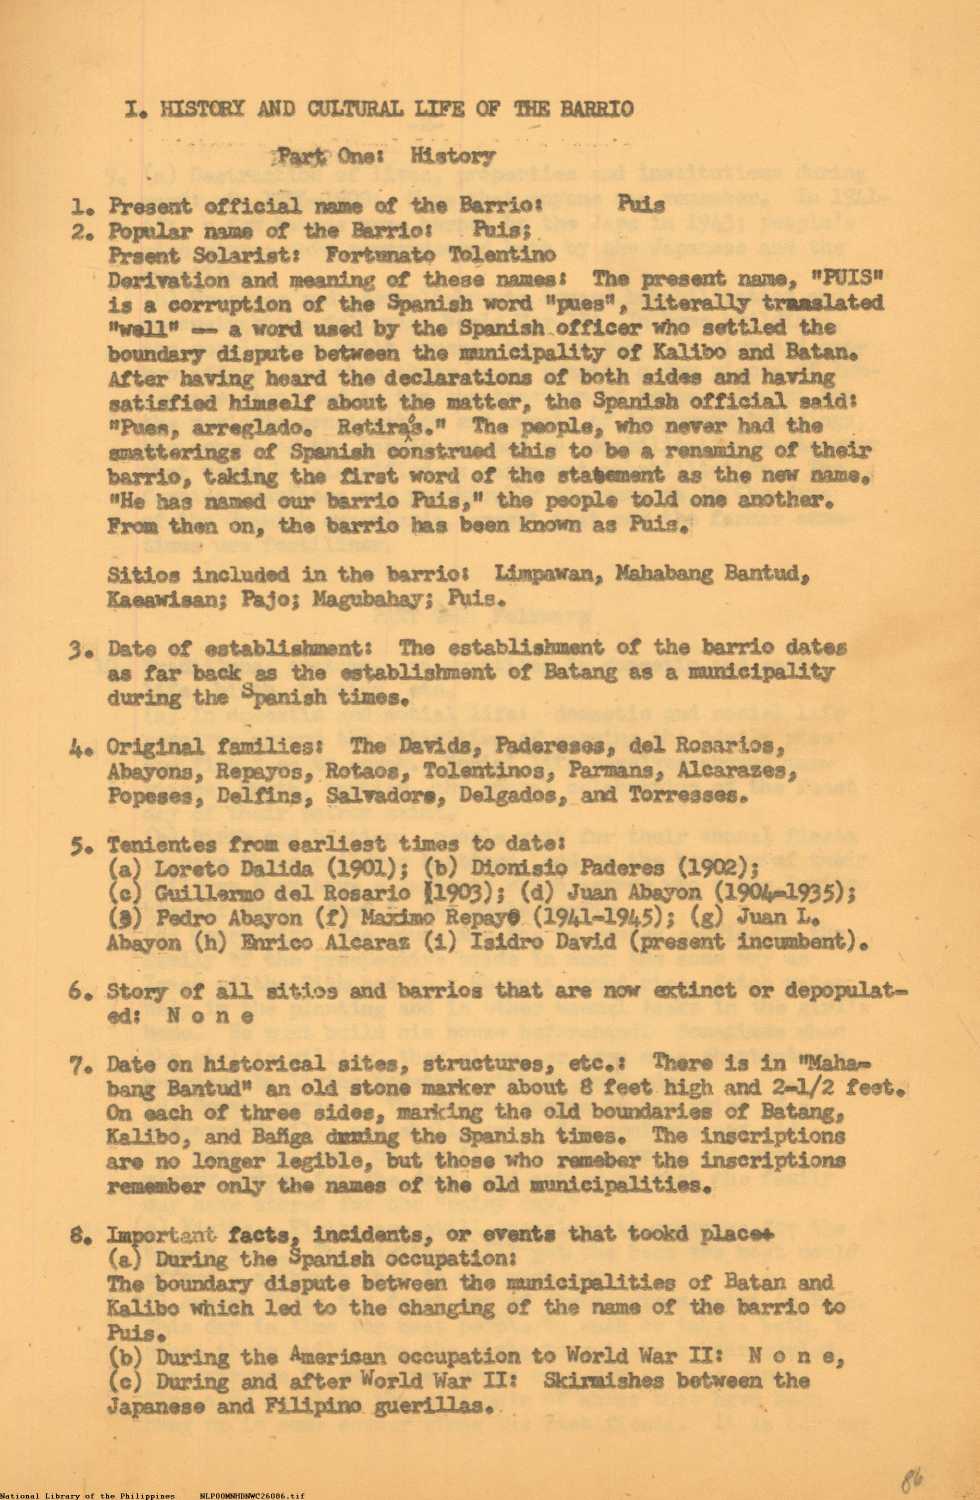 I. HISTORY AND CULTURAL LIFE OF THE BARRIO
Part One: History
1. Present official name of the Barrio: Puis
2. Popular name of the Barrio: Puis;
Prsent Solarist: Fortunato Tolentino
Derivation and meaning of these names: The present name, "PUIS"
is a corruption of the Spanish word "pues", literally translated
"well" -- a word used by the Spanish officer who settled the
boundary dispute between the municipality of Kalibo and Batan.
After having heard the declarations of both sides and having
satisfied himself about the matter, the Spanish official said:
"Pues, arreglado. Retiraós." The people, who never had the
smatterings of Spanish construed this to be a renaming of their
barrio, taking the first word of the statement as the new name.
"He has named our barrio Puis," the people told one another.
From then on, the barrio has been known as Puis.
Sitios included in the barrio: Limpawan, Mahabang Bantud,
Kaeawisan; Pajo; Magubahay; Puis.
3. Date of establishment: The establishment of the barrio dates
as far back as the establishment of Batang as a municipality
during the Spanish times.
4. Original families: The Davids, Padereses, del Rosarios,
Abayons, Repayos, Rotaos, Tolentinos, Parmans, Alcarazes,
Popeses, Delfins, Salvadore, Delgados, and Torresses.
5. Tenientes from earliest times to date:
(a) Loreto Dalida (1901); (b) Dionisio Paderes (1902);
(c) Guillermo del Rosario (1903); (d) Juan Abayon (1904-1935);
(e) Pedro Abayon (f) Maximo Repayo (1941-1945); (g) Juan L.
Abayon (h) Enrico Alcaraz (i) Isidro David (present incumbent).
6. Story of all sitios and barrios that are now extinct or depopulat-
ed: N o n e
7. Date on historical sites, structures, etc.: There is in "Maha-
bang Bantud" an old stone marker about 8 feet high and 2-1/2 feet.
On each of three sides, marking the old boundaries of Batang,
Kalibo, and Bañga during the Spanish times. The inscriptions
are no longer legible, but those who remeber the inscriptions
remember only the names of the old municipalities.
8. Important facts, incidents, or events that tookd place:
(a) During the Spanish occupation:
The boundary dispute between the municipalities of Batan and
Kalibo which led to the changing of the name of the barrio to
Puis.
(b) During the American occupation to World War II: N o n e,
(c) During and after World War II: Skirmishes between the
Japanese and Filipino guerillas.
86
National Library of the Philippines NLP00MNHDNWC26086.tif